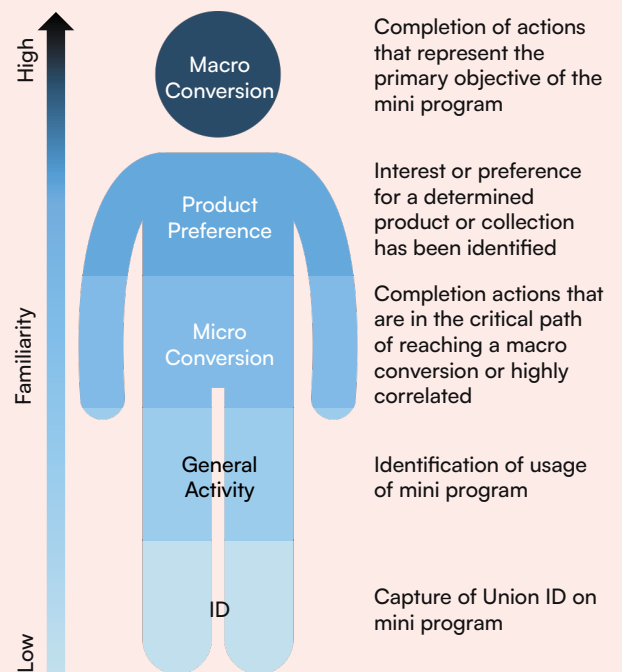 High
Familiarity
Low
Macro
Conversion
Completion of actions
that represent the
primary objective of the
mini program
Product
Preference
Interest or preference
for a determined
product or collection
has been identified
Micro
Conversion
Completion actions that
are in the critical path
of reaching a macro
conversion or highly
correlated
General
Activity
Identification of usage
of mini program
ID
Capture of Union ID on
mini program